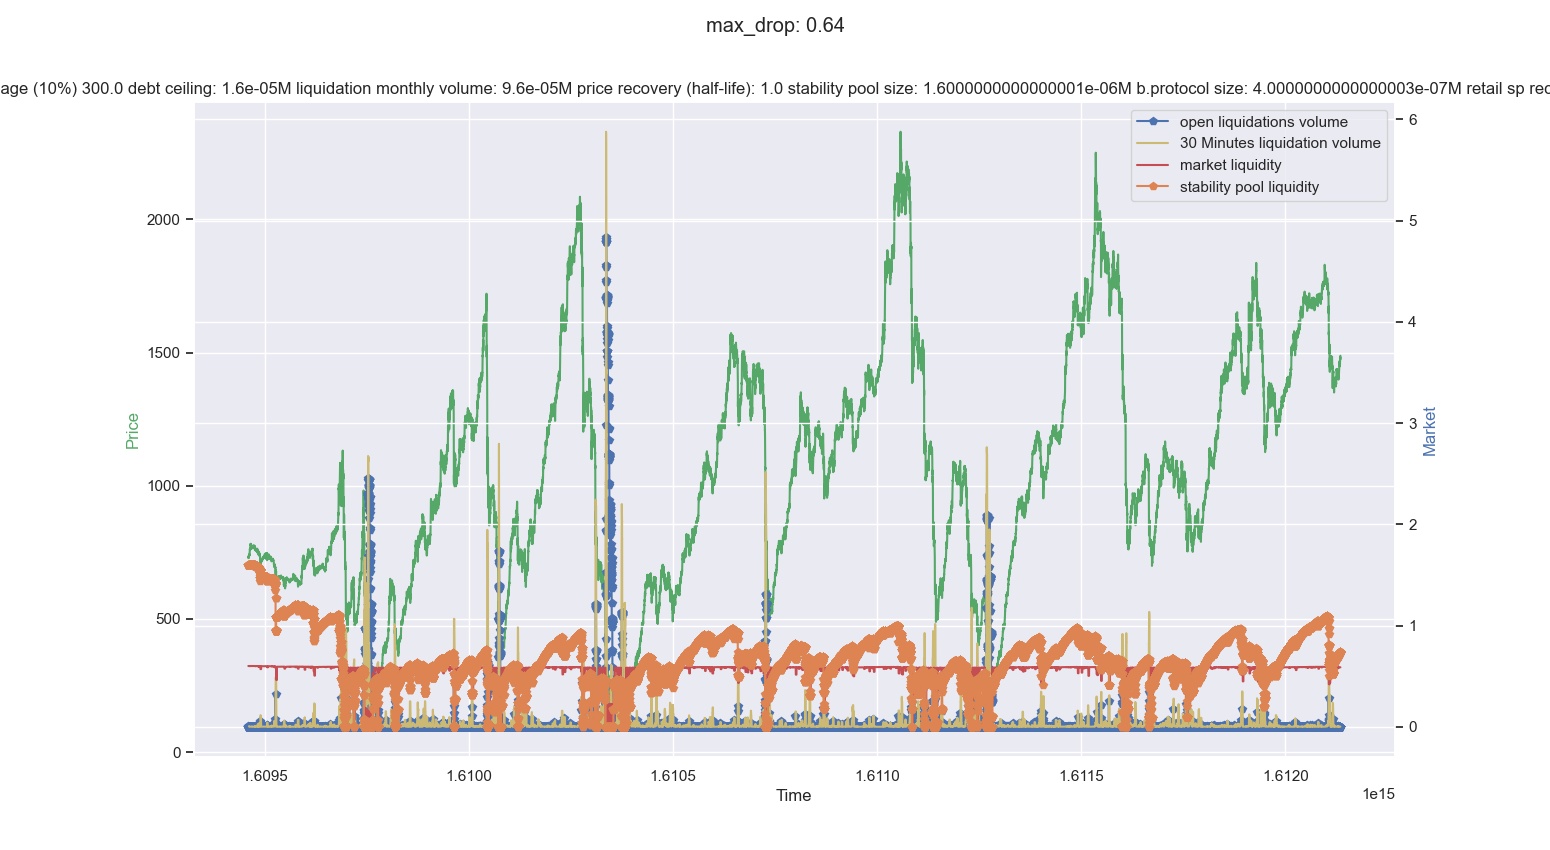 max_drop: 0.64
age (10%) 300.0 debt ceiling: 1.6e-05M liquidation monthly volume: 9.6e-05M price recovery (half-life): 1.0 stability pool size: 1.6000000000000001e-06M b.protocol size: 4.0000000000000003e-07M retail sp rec
open liquidations volume
30 Minutes liquidation volume
market liquidity
stability pool liquidity
6
5
4
3
2
1
0
Market
2000
1500
1000
500
0
Price
1.6095 1.6100 1.6105 1.6110 1.6115 1.6120
1e15
Time